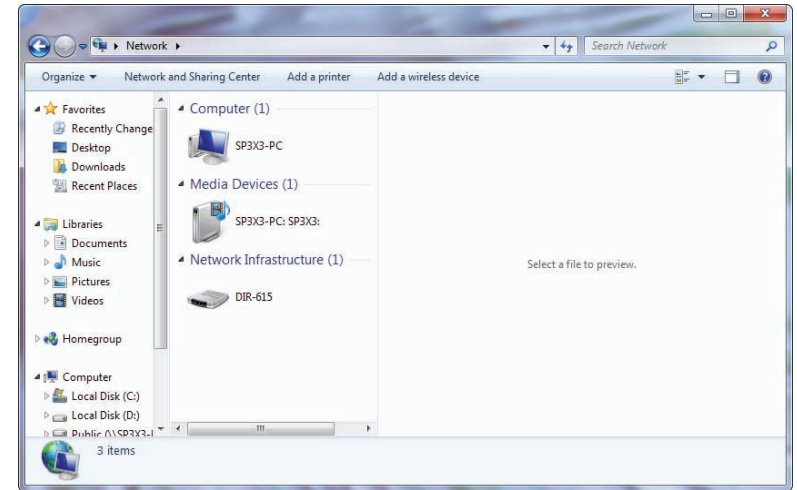 Network
Search Network
Organize Network and Sharing Center Add a printer Add a wireless device
Favorites
Recently Change
Desktop
Downloads
Recent Places
Libraries
Documents
Music
Pictures
Videos
Homegroup
Computer
Local Disk (C:)
Local Disk (D:)
Public (\\SP3X3-
Computer (1)
SP3X3-PC
Media Devices (1)
SP3X3-PC: SP3X3:
Network Infrastructure (1)
DIR-615
Select a file to preview.
3 items